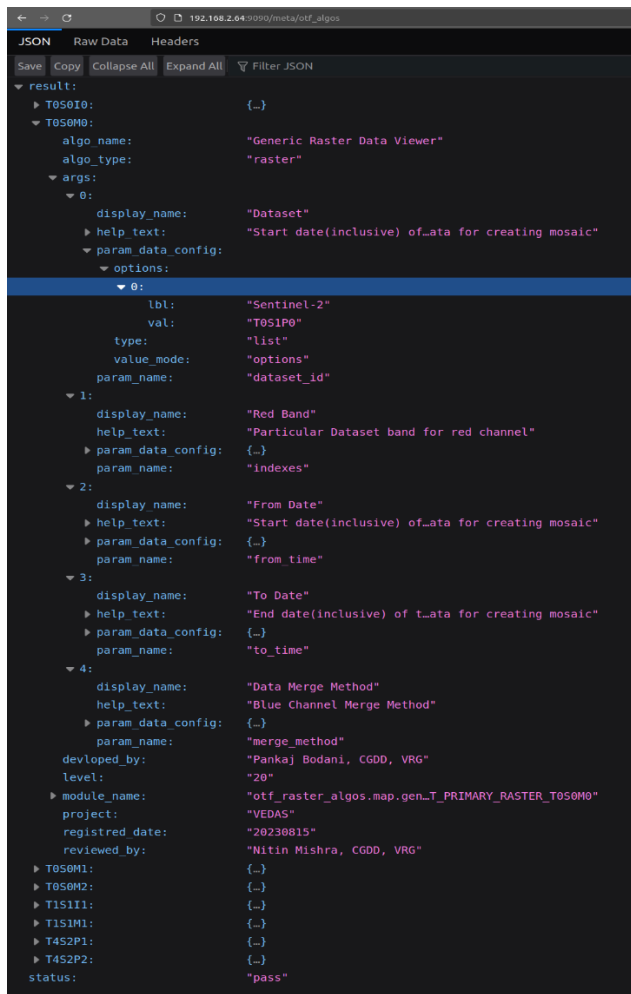 192.168.2.64:9090/meta/otf_algos
JSON Raw Data Headers
Save Copy Collapse All Expand All Filter JSON
result:
T0S0I0: {…}
T0S0M0:
algo_name: "Generic Raster Data Viewer"
algo_type: "raster"
args:
0:
display_name: "Dataset"
help_text: "Start date(inclusive) of…ata for creating mosaic"
param_data_config:
options:
0:
lbl: "Sentinel-2"
val: "T0S1P0"
type: "list"
value_mode: "options"
param_name: "dataset_id"
1:
display_name: "Red Band"
help_text: "Particular Dataset band for red channel"
param_data_config: {…}
param_name: "indexes"
2:
display_name: "From Date"
help_text: "Start date(inclusive) of…ata for creating mosaic"
param_data_config: {…}
param_name: "from_time"
3:
display_name: "To Date"
help_text: "End date(inclusive) of t…ata for creating mosaic"
param_data_config: {…}
param_name: "to_time"
4:
display_name: "Data Merge Method"
help_text: "Blue Channel Merge Method"
param_data_config: {…}
param_name: "merge_method"
devloped_by: "Pankaj Bodani, CGDD, VRG"
level: "20"
module_name: "otf_raster_algos.map.gen…T_PRIMARY_RASTER_T0S0M0"
project: "VEDAS"
registred_date: "20230815"
reviewed_by: "Nitin Mishra, CGDD, VRG"
T0S0M1: {…}
T0S0M2: {…}
T1S1I1: {…}
T1S1M1: {…}
T4S2P1: {…}
T4S2P2: {…}
status: "pass"